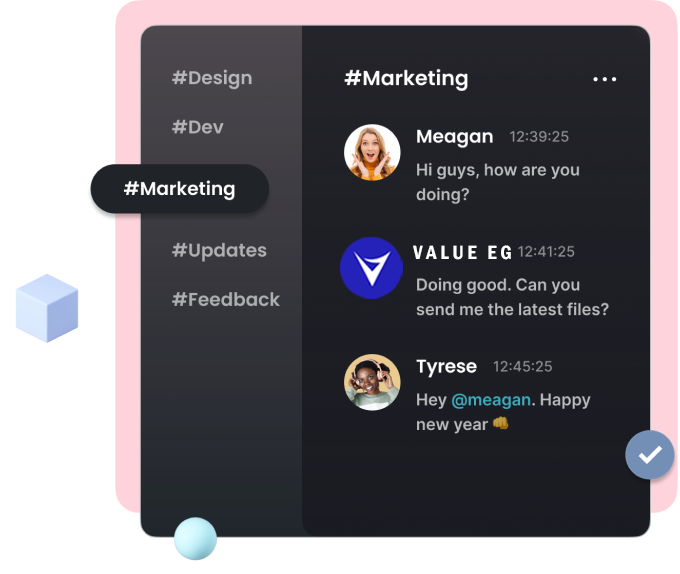 #Design
#Dev
#Marketing
#Updates
#Feedback
#Marketing
Meagan 12:39:25
Hi guys, how are you
doing?
VALUE EG 12:41:25
Doing good. Can you
send me the latest files?
Tyrese 12:45:25
Hey @meagan. Happy
new year 👊